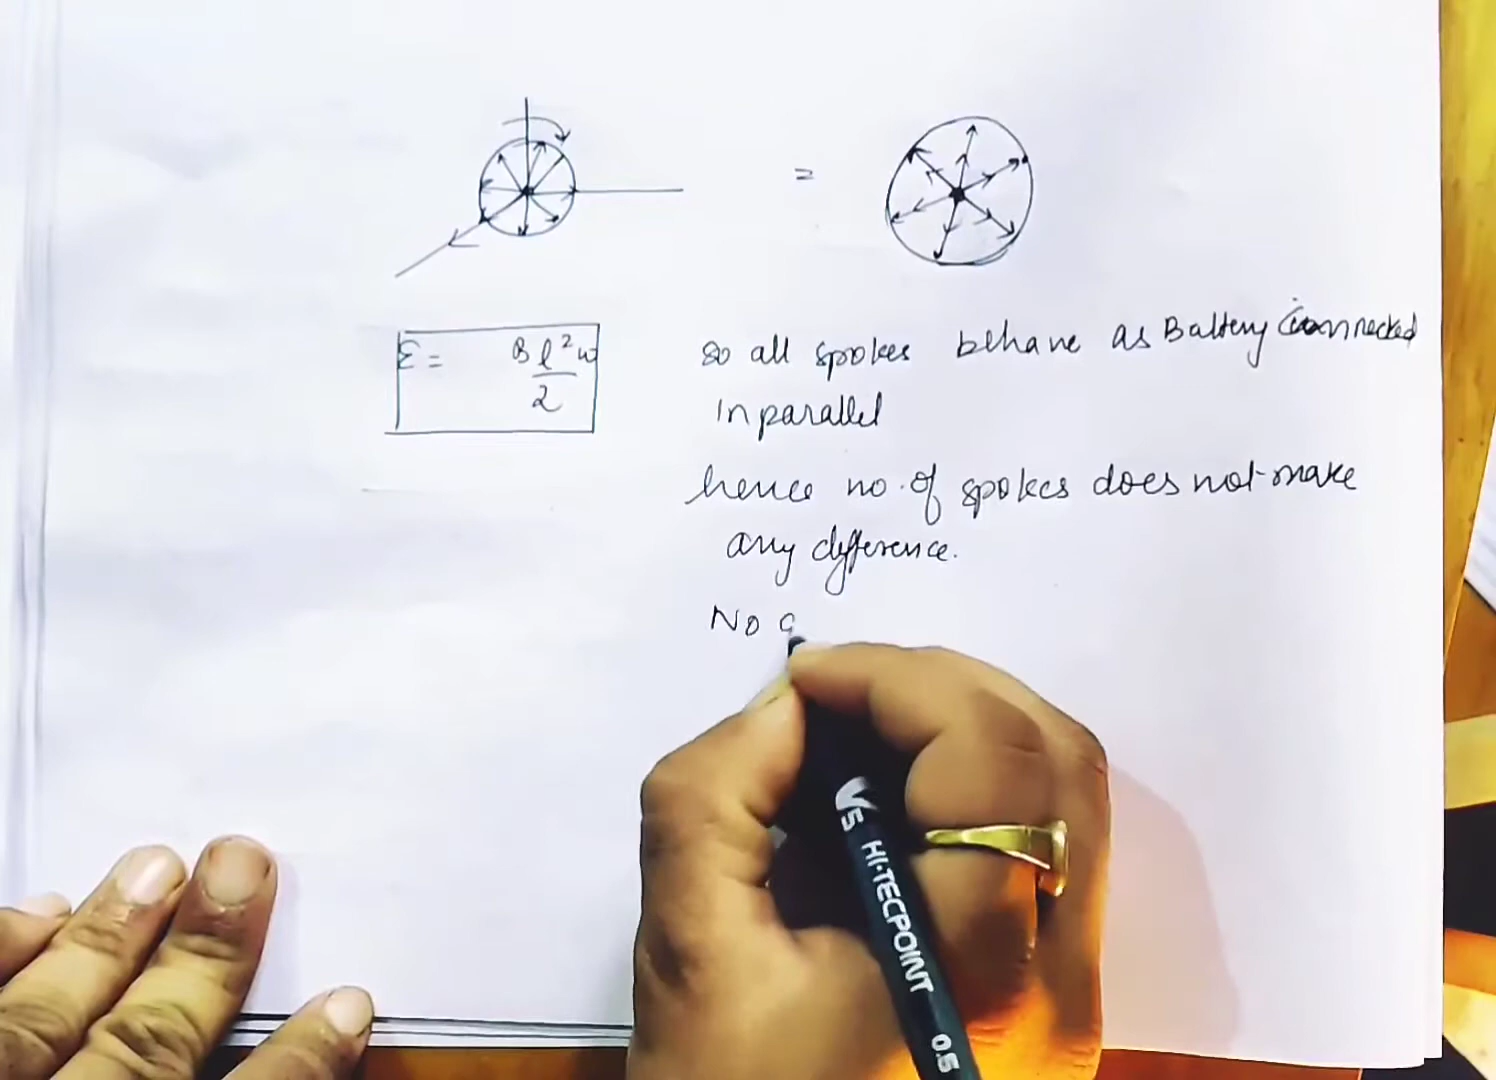 =
ε = Bl²ω/2
so all spokes behave as Battery Connected
in parallel
hence no. of spokes does not make
any difference.
No
V5 HI-TECPOINT 0.5